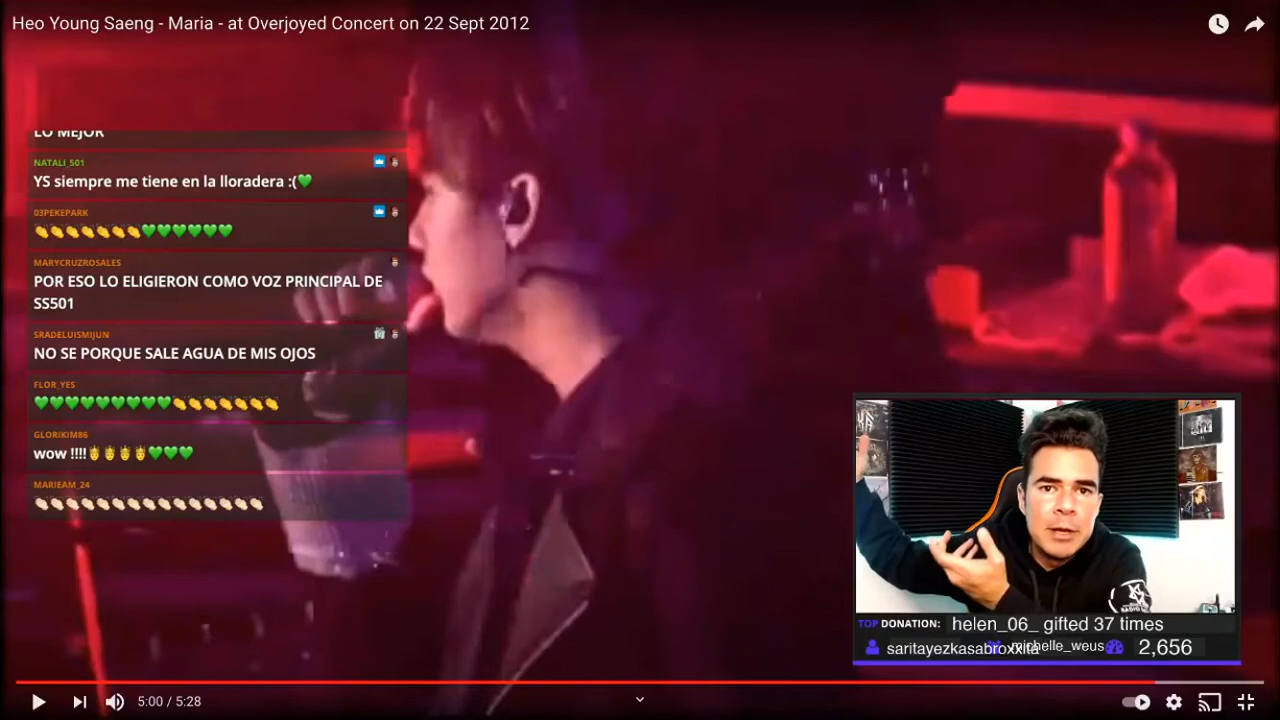 Heo Young Saeng - Maria - at Overjoyed Concert on 22 Sept 2012
LO MEJOR
NATALI_501
YS siempre me tiene en la lloradera :(💚
03PEKEPARK
👏👏👏👏👏👏👏💚💚💚💚💚💚
MARYCRUZROSALES
POR ESO LO ELIGIERON COMO VOZ PRINCIPAL DE
SS501
SRADELUISMIJUN
NO SE PORQUE SALE AGUA DE MIS OJOS
FLOR_YES
💚💚💚💚💚💚💚💚💚👏👏👏👏👏👏👏
GLORIKIM86
wow !!!!🤴🤴🤴🤴💚💚💚
MARIEAM_24
👏🏻👏🏻👏🏻👏🏻👏🏻👏🏻👏🏻👏🏻👏🏻👏🏻👏🏻👏🏻👏🏻👏🏻👏🏻
TOP DONATION: helen_06_ gifted 37 times
michelle_weus 2,656
5:00 / 5:28